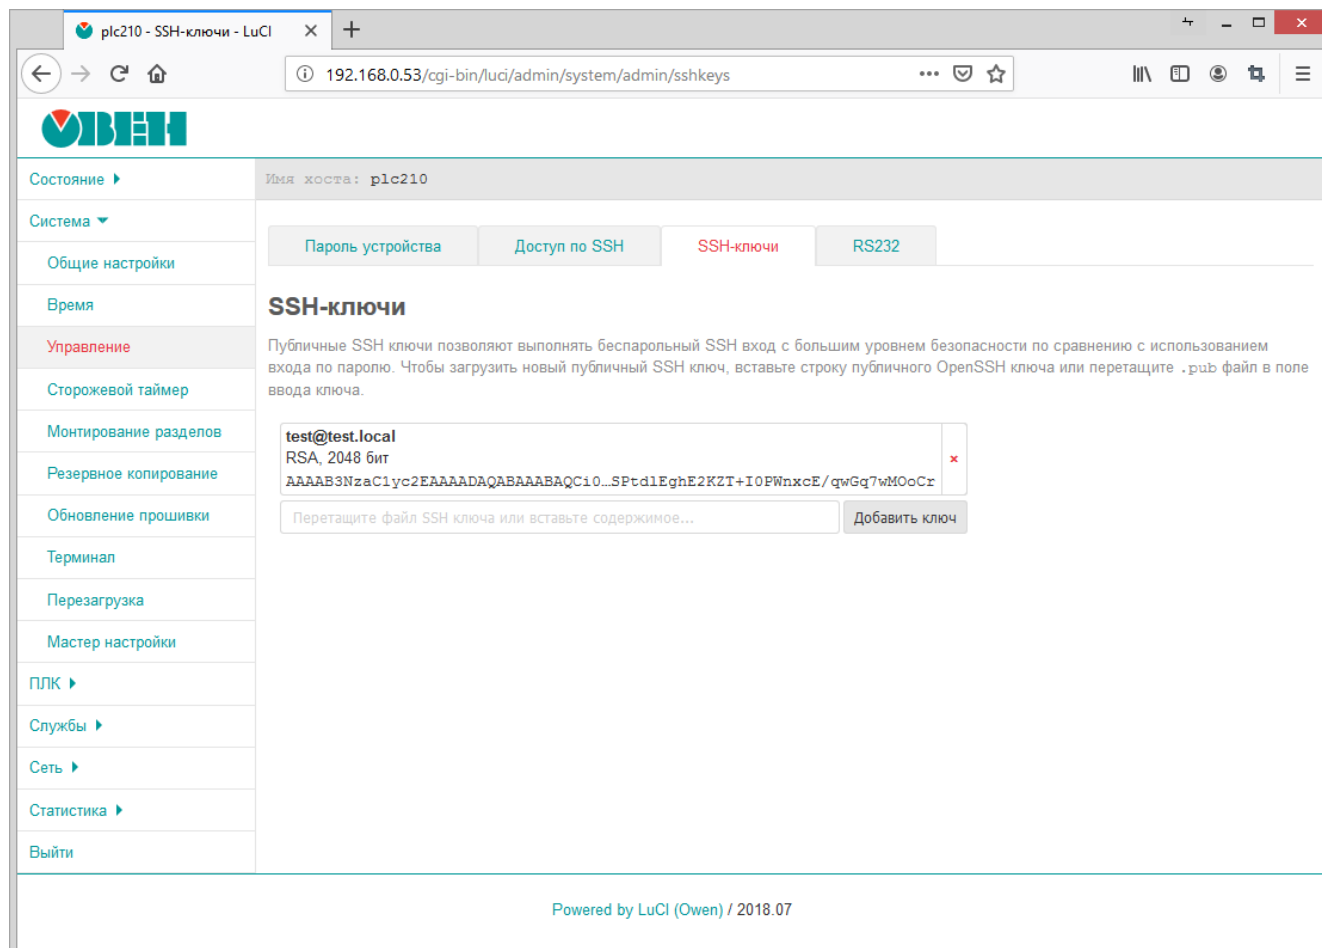 plc210 - SSH-ключи - LuCI
192.168.0.53/cgi-bin/luci/admin/system/admin/sshkeys
ОВЕН
Состояние
Имя хоста: plc210
Система
Общие настройки
Время
Управление
Сторожевой таймер
Монтирование разделов
Резервное копирование
Обновление прошивки
Терминал
Перезагрузка
Мастер настройки
ПЛК
Службы
Сеть
Статистика
Выйти
Пароль устройства
Доступ по SSH
SSH-ключи
RS232
SSH-ключи
Публичные SSH ключи позволяют выполнять беспарольный SSH вход с большим уровнем безопасности по сравнению с использованием
входа по паролю. Чтобы загрузить новый публичный SSH ключ, вставьте строку публичного OpenSSH ключа или перетащите .pub файл в поле
ввода ключа.
test@test.local
RSA, 2048 бит
AAAAB3NzaC1yc2EAAAADAQABAAABAQCi0…SPtdlEghE2KZT+I0PWnxcE/qwGq7wMOoCr
Перетащите файл SSH ключа или вставьте содержимое...
Добавить ключ
Powered by LuCI (Owen) / 2018.07